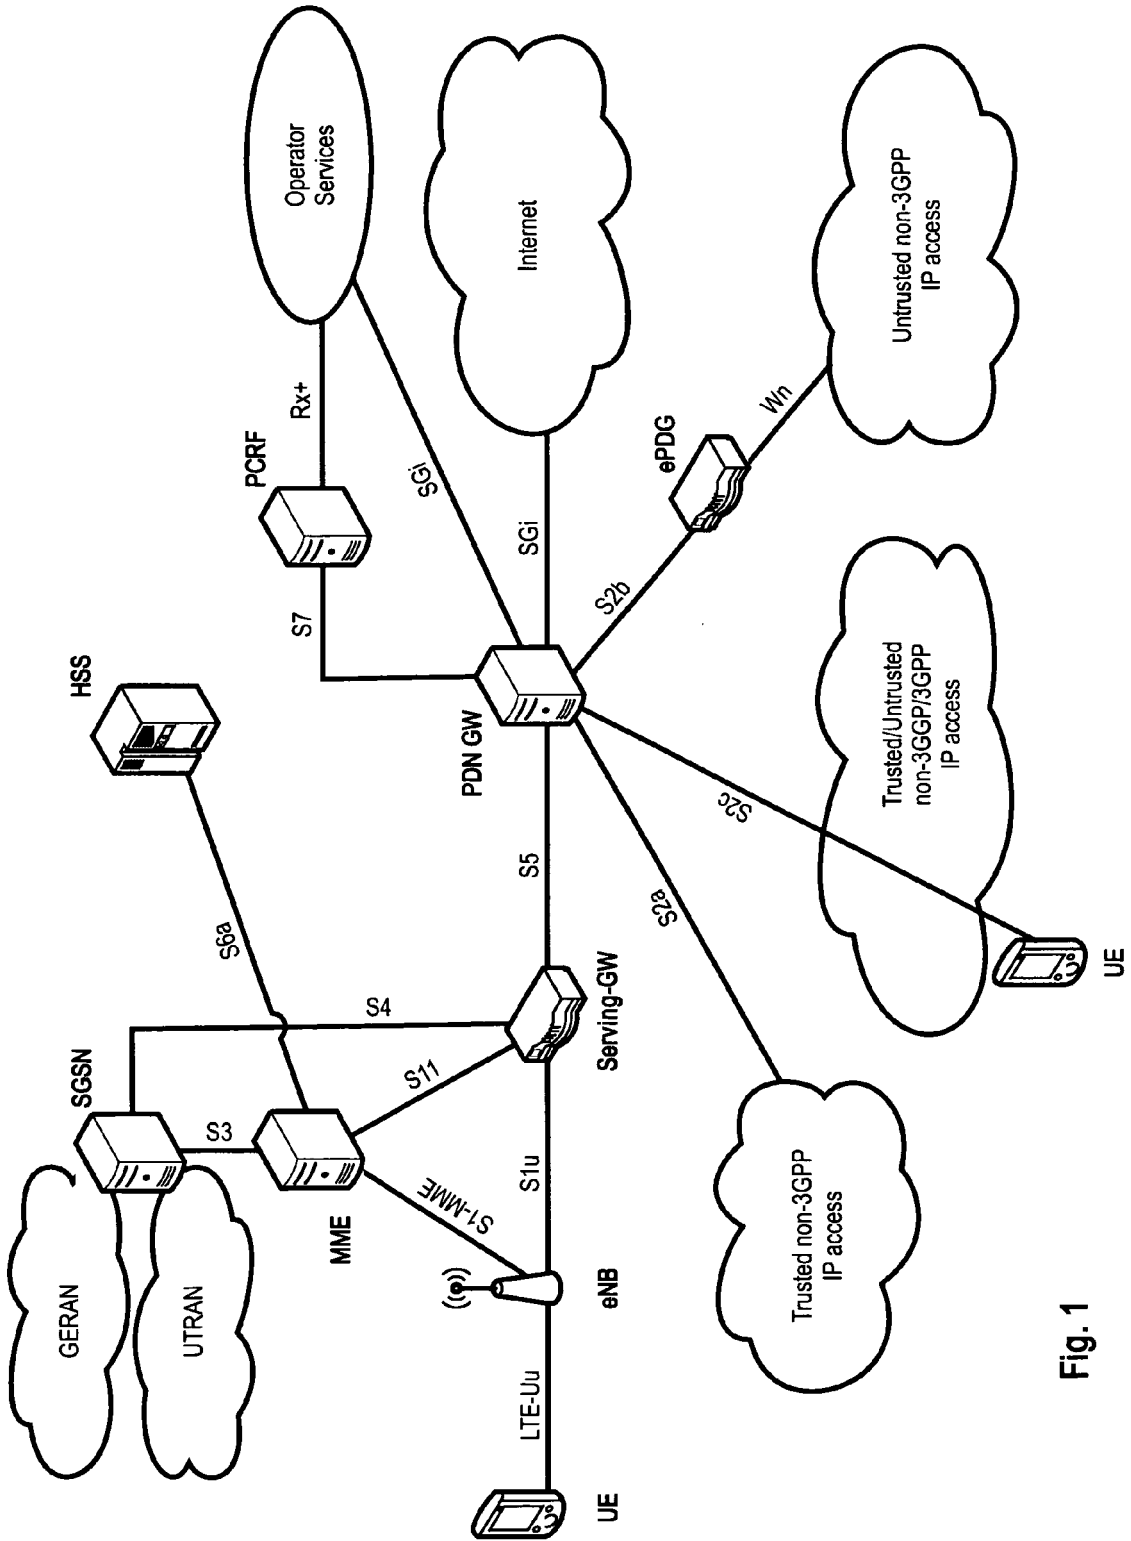 GERAN
UTRAN
SGSN
S3
MME
S6a
HSS
S4
S11
S1-MME
UE
LTE-Uu
eNB
S1u
Serving-GW
S5
PDN GW
S7
PCRF
Rx+
Operator
Services
SGi
SGi
Internet
S2b
ePDG
Wn
Untrusted non-3GPP
IP access
S2c
Trusted/Untrusted
non-3GGP/3GPP
IP access
UE
S2a
Trusted non-3GPP
IP access
Fig. 1